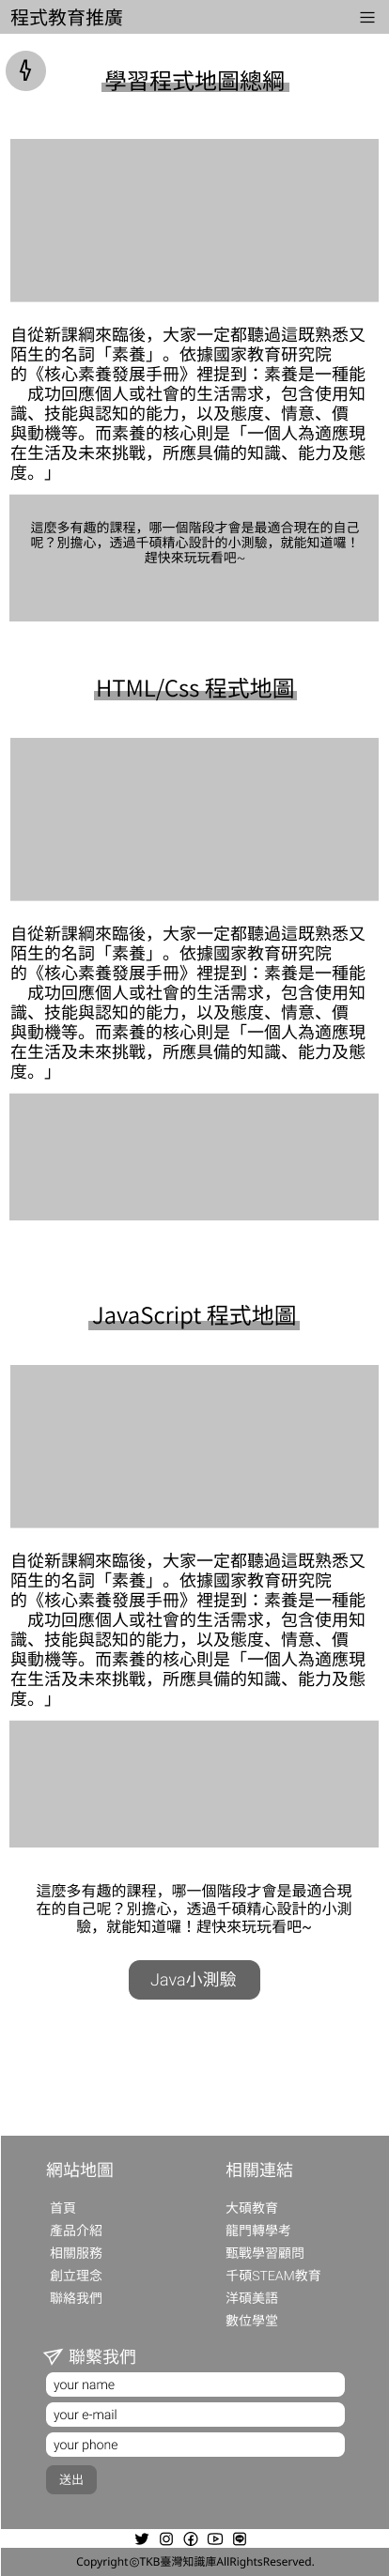 程式教育推廣
學習程式地圖總綱
自從新課綱來臨後，大家一定都聽過這既熟悉又
陌生的名詞「素養」。依據國家教育研究院
的《核心素養發展手冊》裡提到：素養是一種能
成功回應個人或社會的生活需求，包含使用知
識、技能與認知的能力，以及態度、情意、價
與動機等。而素養的核心則是「一個人為適應現
在生活及未來挑戰，所應具備的知識、能力及態
度。」
這麼多有趣的課程，哪一個階段才會是最適合現在的自己
呢？別擔心，透過千碩精心設計的小測驗，就能知道囉！
趕快來玩玩看吧~
HTML/Css 程式地圖
自從新課綱來臨後，大家一定都聽過這既熟悉又
陌生的名詞「素養」。依據國家教育研究院
的《核心素養發展手冊》裡提到：素養是一種能
成功回應個人或社會的生活需求，包含使用知
識、技能與認知的能力，以及態度、情意、價
與動機等。而素養的核心則是「一個人為適應現
在生活及未來挑戰，所應具備的知識、能力及態
度。」
JavaScript 程式地圖
自從新課綱來臨後，大家一定都聽過這既熟悉又
陌生的名詞「素養」。依據國家教育研究院
的《核心素養發展手冊》裡提到：素養是一種能
成功回應個人或社會的生活需求，包含使用知
識、技能與認知的能力，以及態度、情意、價
與動機等。而素養的核心則是「一個人為適應現
在生活及未來挑戰，所應具備的知識、能力及態
度。」
這麼多有趣的課程，哪一個階段才會是最適合現
在的自己呢？別擔心，透過千碩精心設計的小測
驗，就能知道囉！趕快來玩玩看吧~
Java小測驗
網站地圖
首頁
產品介紹
相關服務
創立理念
聯絡我們
相關連結
大碩教育
龍門轉學考
甄戰學習顧問
千碩STEAM教育
洋碩美語
數位學堂
聯繫我們
your name
your e-mail
your phone
送出
Copyright©TKB臺灣知識庫AllRightsReserved.